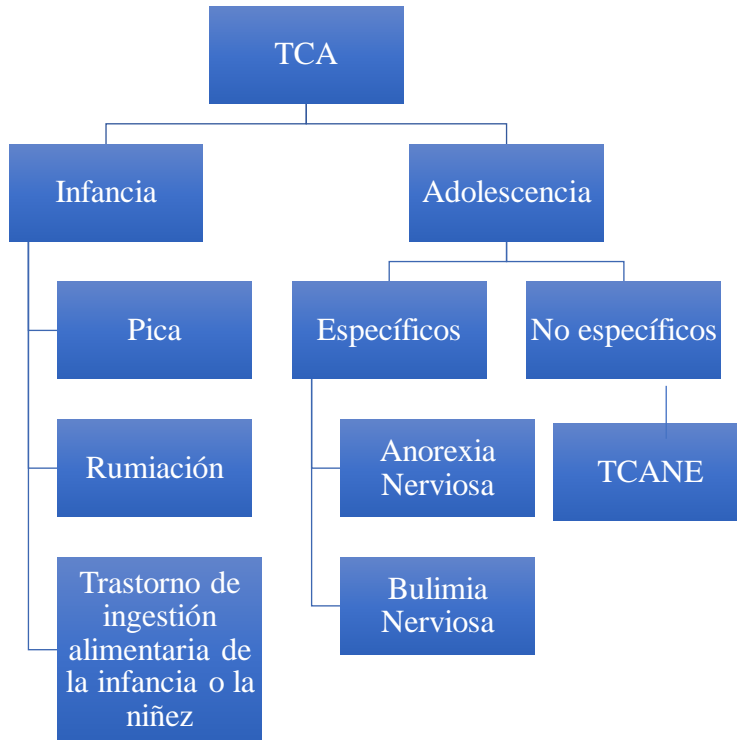 TCA
Infancia
Adolescencia
Pica
Específicos
No específicos
Rumiación
Anorexia
Nerviosa
TCANE
Trastorno de
ingestión
alimentaria de
la infancia o la
niñez
Bulimia
Nerviosa